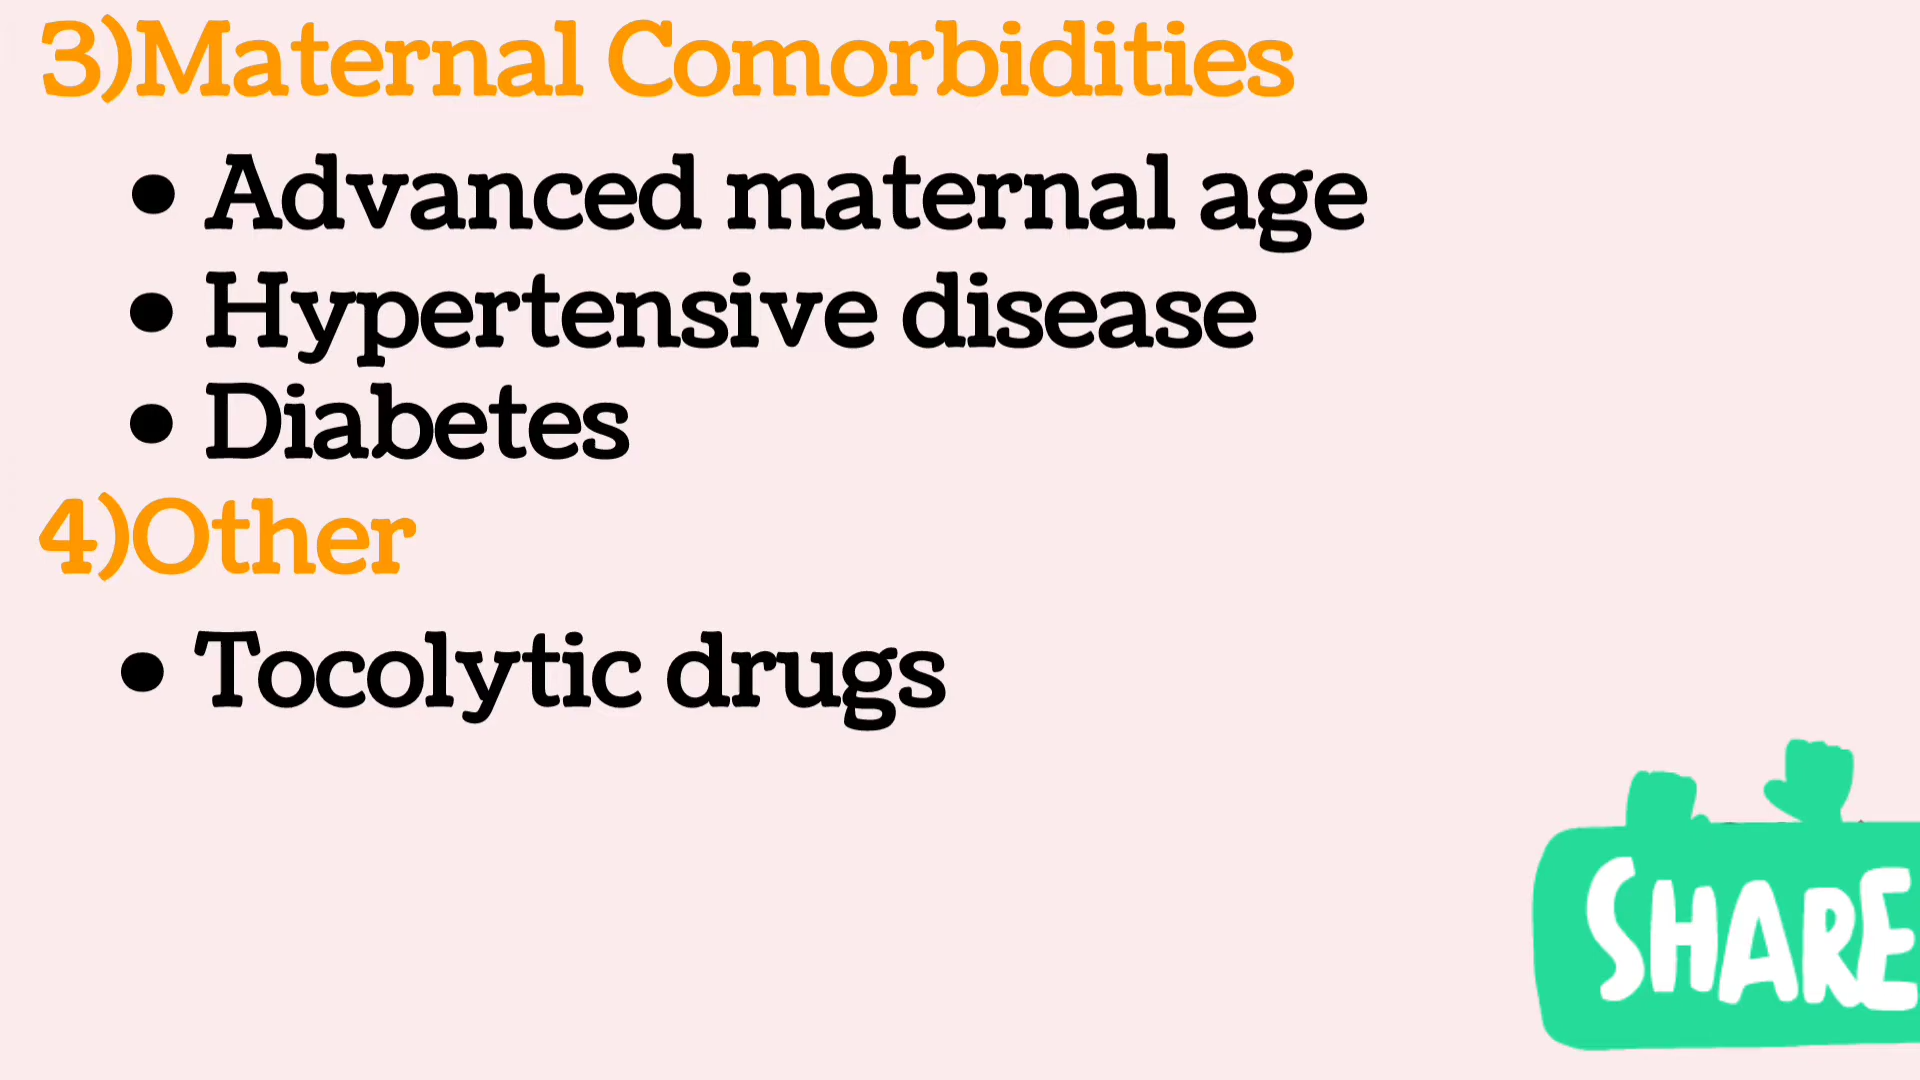 3)Maternal Comorbidities
• Advanced maternal age
• Hypertensive disease
• Diabetes
4)Other
• Tocolytic drugs
SHARE